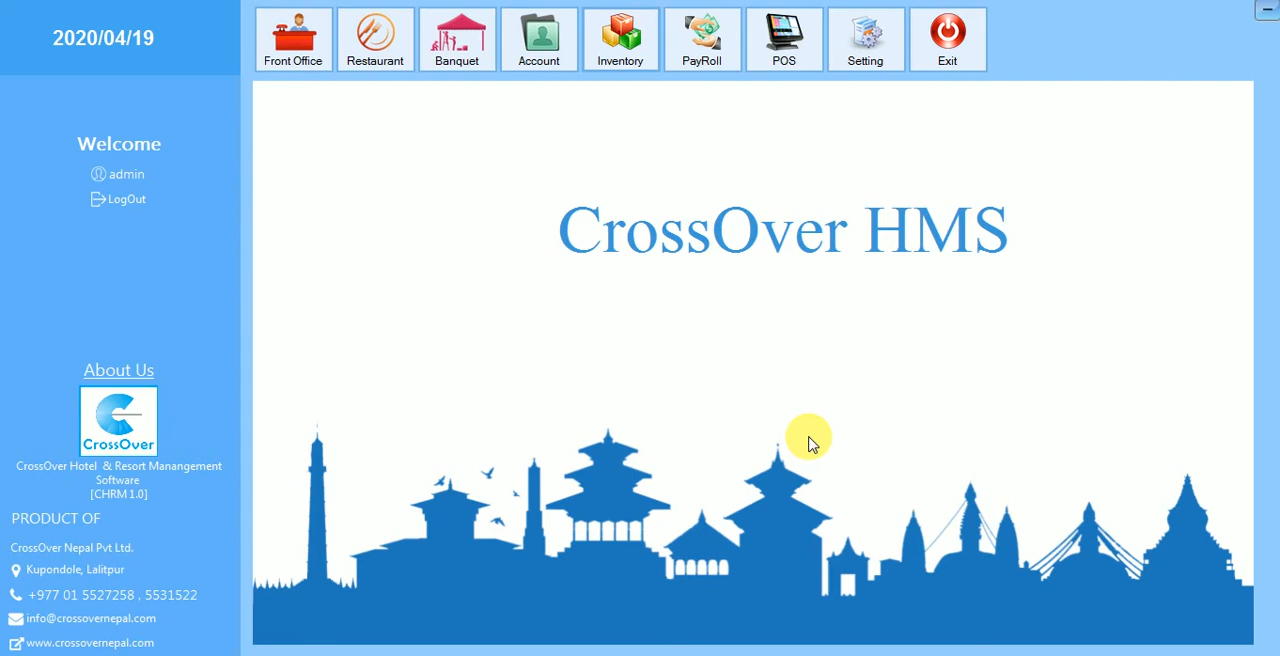 2020/04/19
Front Office
Restaurant
Banquet
Account
Inventory
PayRoll
POS
Setting
Exit
Welcome
admin
LogOut
CrossOver HMS
About Us
CrossOver
CrossOver Hotel & Resort Manangement
Software
[CHRM 1.0]
PRODUCT OF
CrossOver Nepal Pvt Ltd.
Kupondole, Lalitpur
+977 01 5527258 , 5531522
info@crossovernepal.com
www.crossovernepal.com